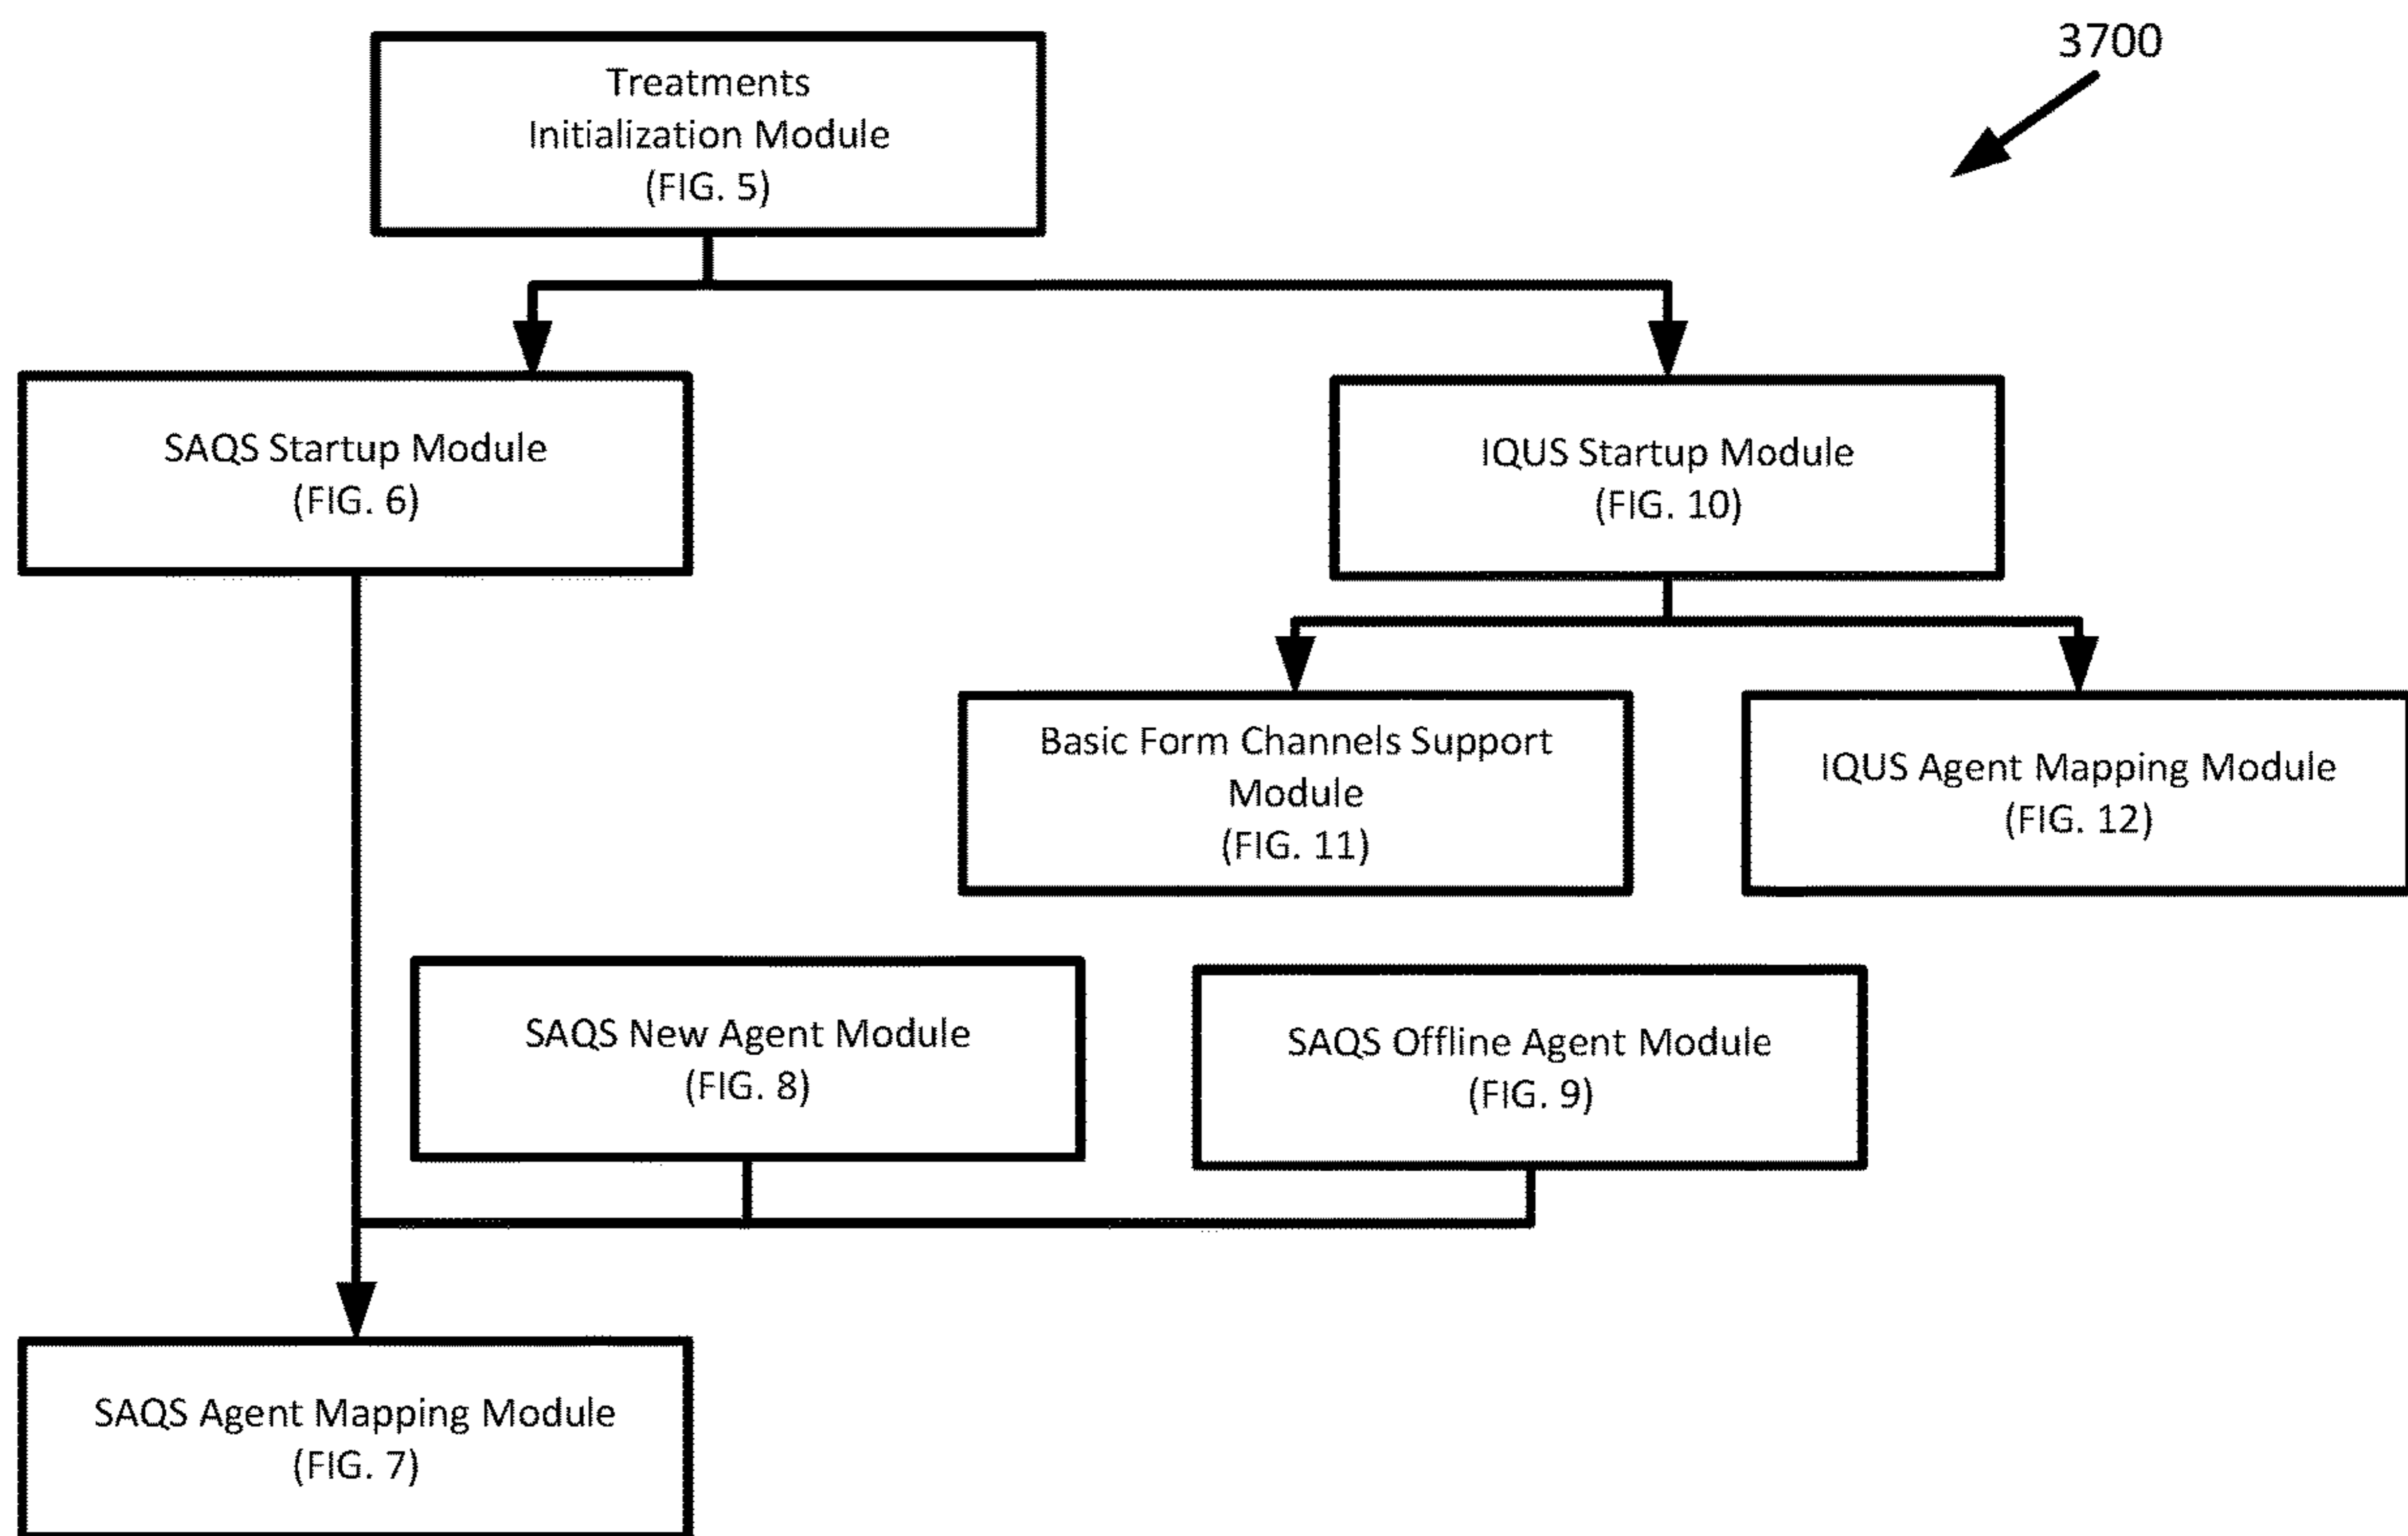 3700
Treatments
Initialization Module
(FIG. 5)
SAQS Startup Module
(FIG. 6)
IQUS Startup Module
(FIG. 10)
Basic Form Channels Support
Module
(FIG. 11)
IQUS Agent Mapping Module
(FIG. 12)
SAQS New Agent Module
(FIG. 8)
SAQS Offline Agent Module
(FIG. 9)
SAQS Agent Mapping Module
(FIG. 7)